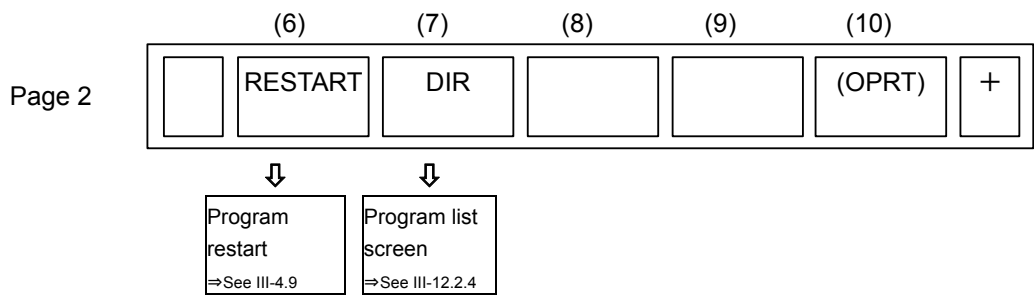 (6) (7) (8) (9) (10)
Page 2
RESTART DIR (OPRT) +
Program
restart
⇒See III-4.9
Program list
screen
⇒See III-12.2.4